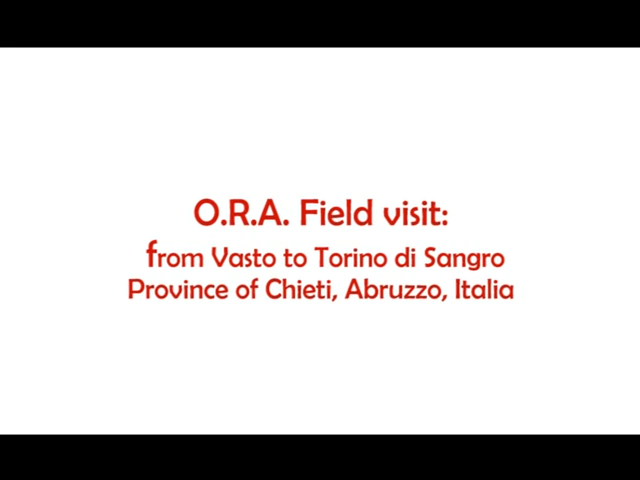 O.R.A. Field visit:
from Vasto to Torino di Sangro
Province of Chieti, Abruzzo, Italia